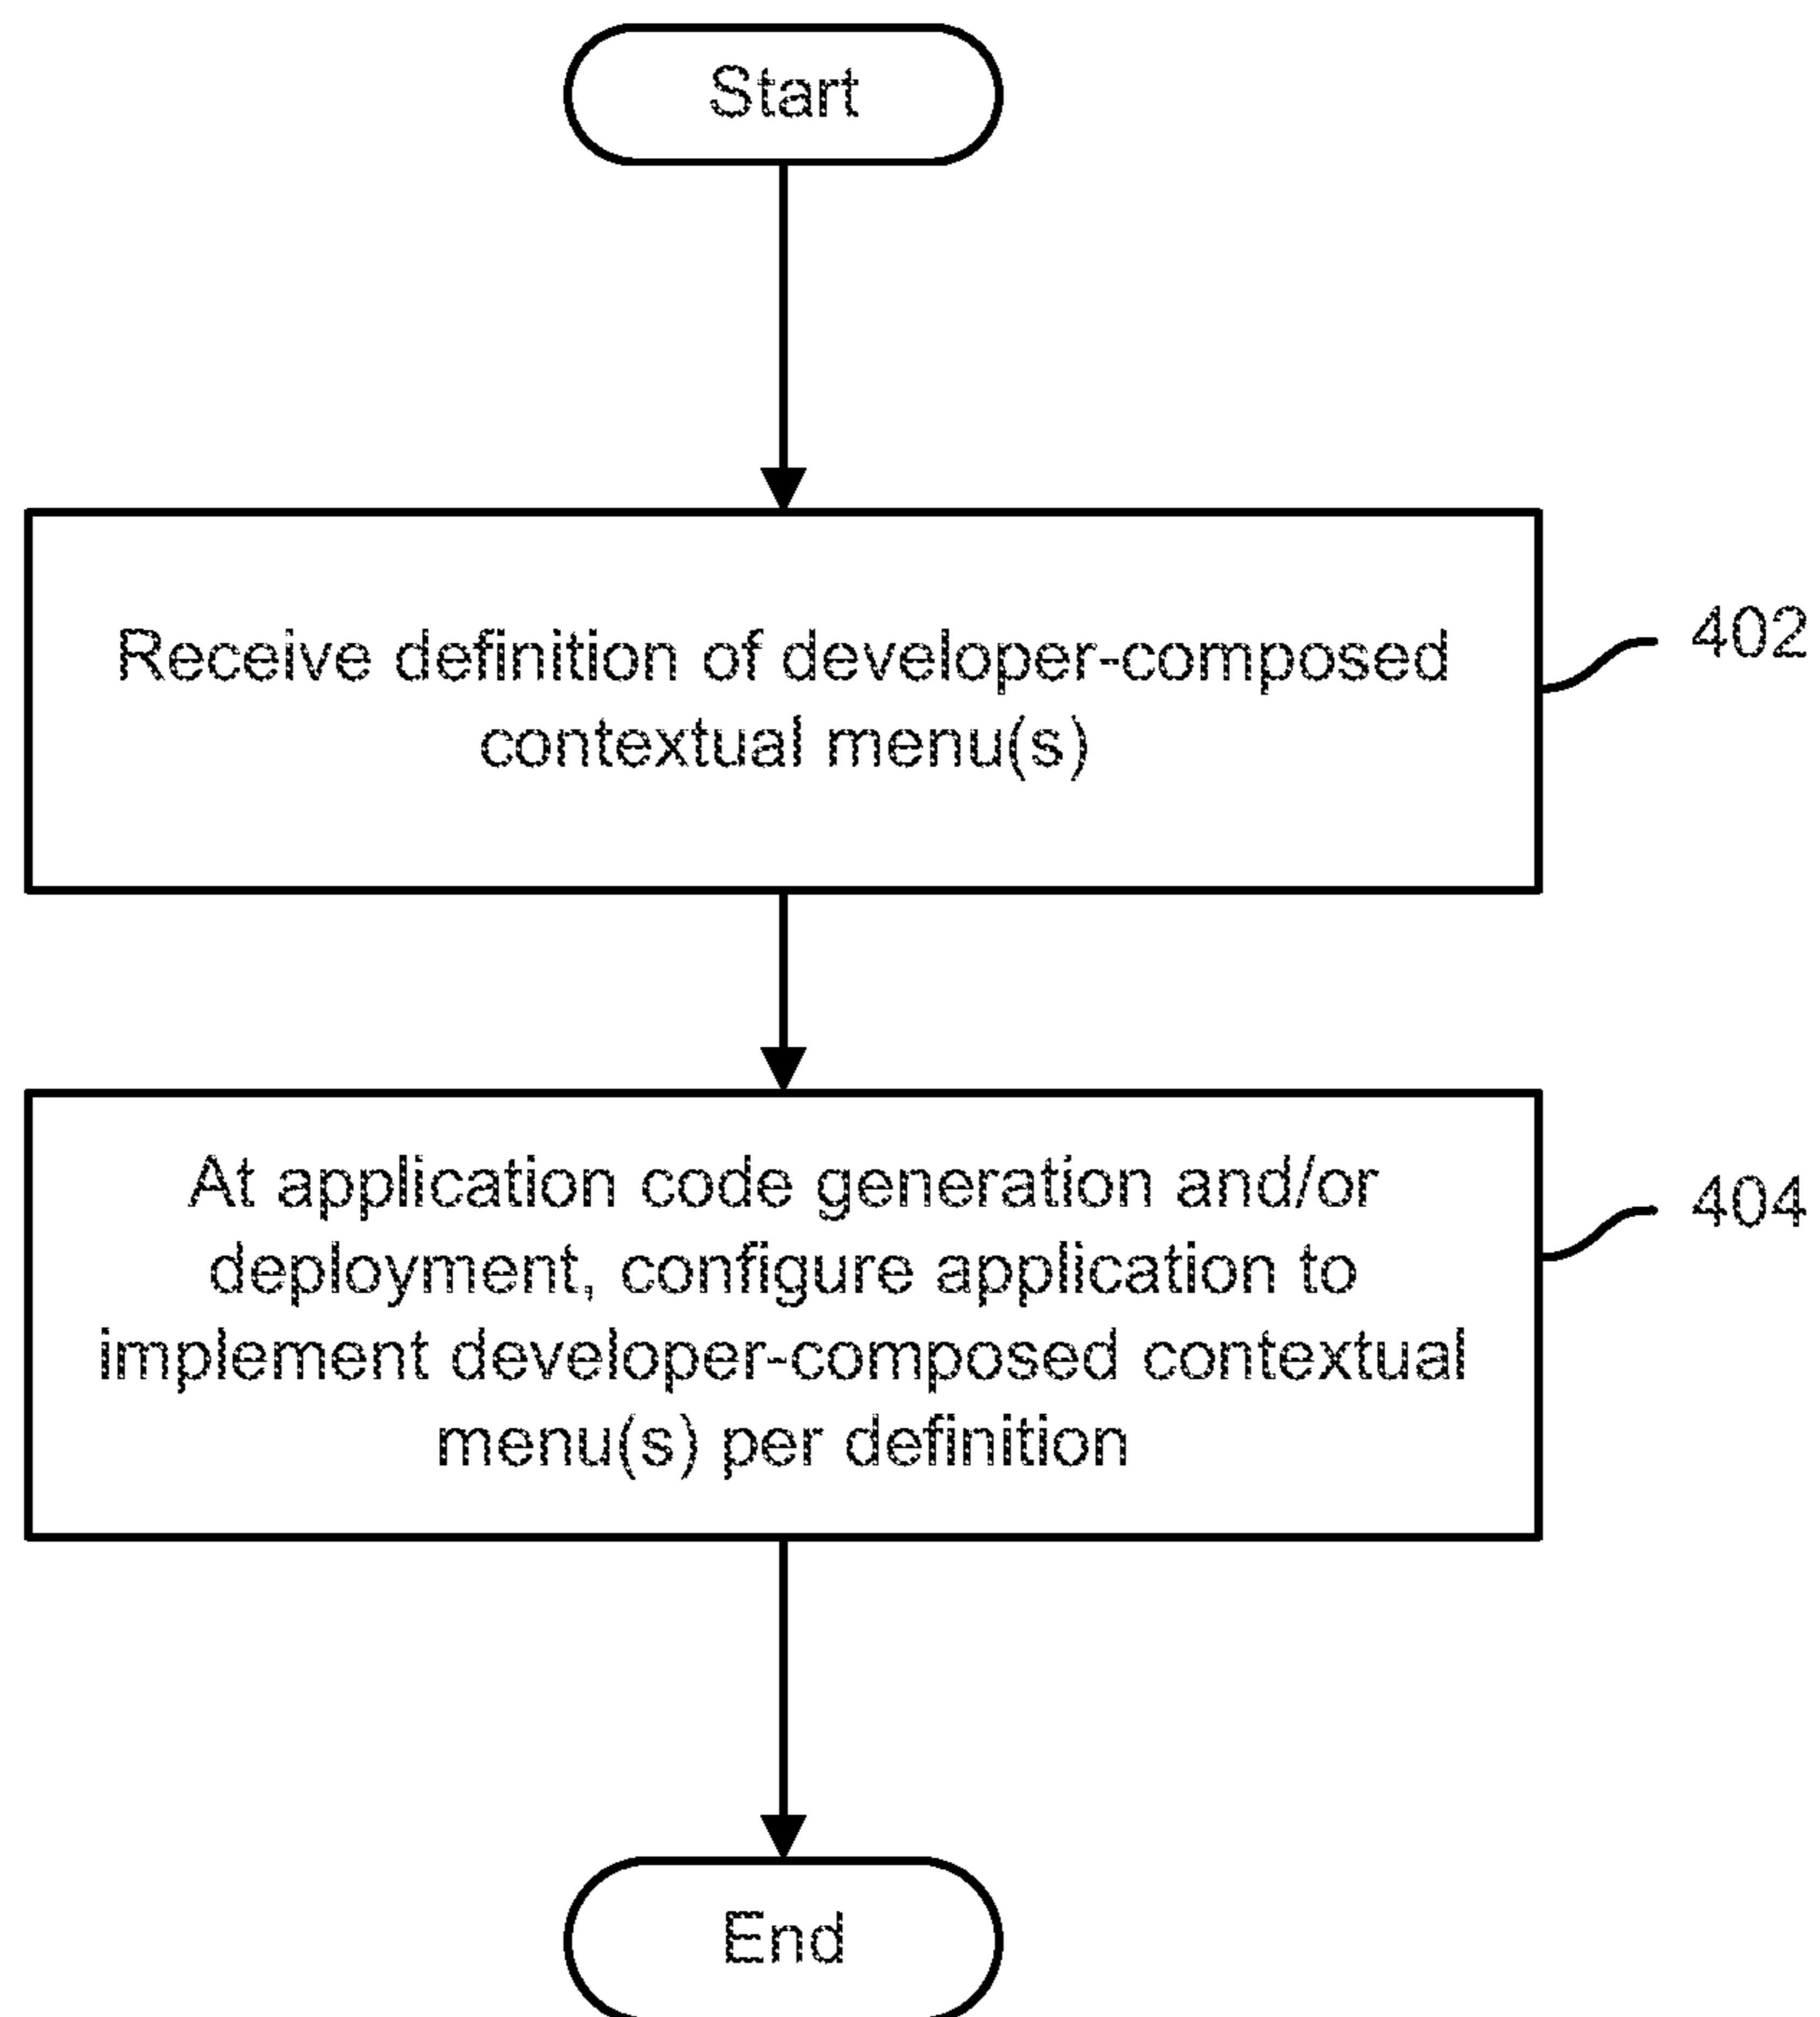 Start
Receive definition of developer-composed
contextual menu(s)
402
At application code generation and/or
deployment, configure application to
implement developer-composed contextual
menu(s) per definition
404
End